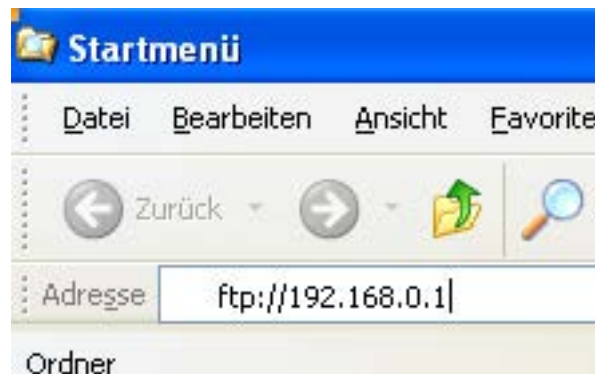 Startmenü
Datei Bearbeiten Ansicht Favorite
Zurück
Adresse ftp://192.168.0.1
Ordner